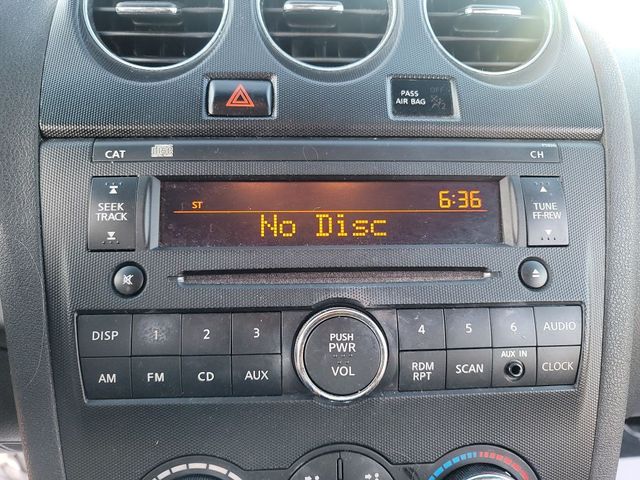 PASS
AIR BAG
OFF
CAT
CH
SEEK
TRACK
ST
6:36
No Disc
TUNE
FF-REW
DISP
1
2
3
PUSH
PWR
VOL
4
5
6
AUDIO
AM
FM
CD
AUX
RDM
RPT
SCAN
AUX IN
CLOCK